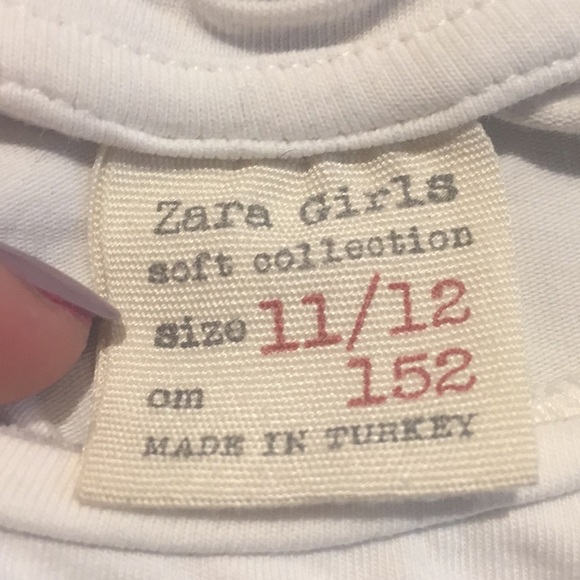 Zara Girls
soft collection
size 11/12
cm 152
MADE IN TURKEY